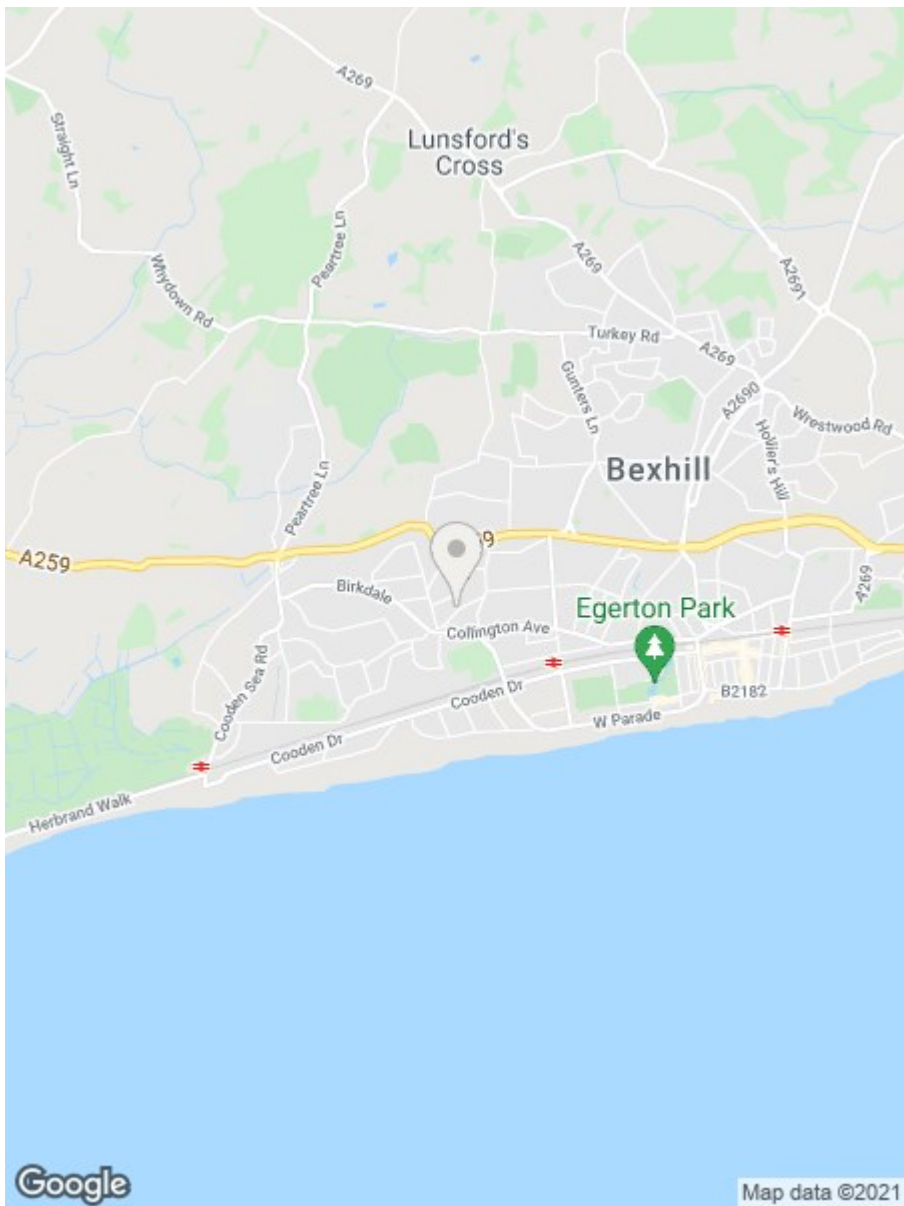 A269
Lunsford's
Cross
Straight Ln
Peartree Ln
Whydown Rd
A269
A2691
Turkey Rd
A269
Gunters Ln
A2690
Wrestwood Rd
Hollier's Hill
Bexhill
Peartree Ln
A259
Birkdale
Egerton Park
A269
Collington Ave
Cooden Sea Rd
Cooden Dr
B2182
W Parade
Cooden Dr
Herbrand Walk
Google
Map data ©2021